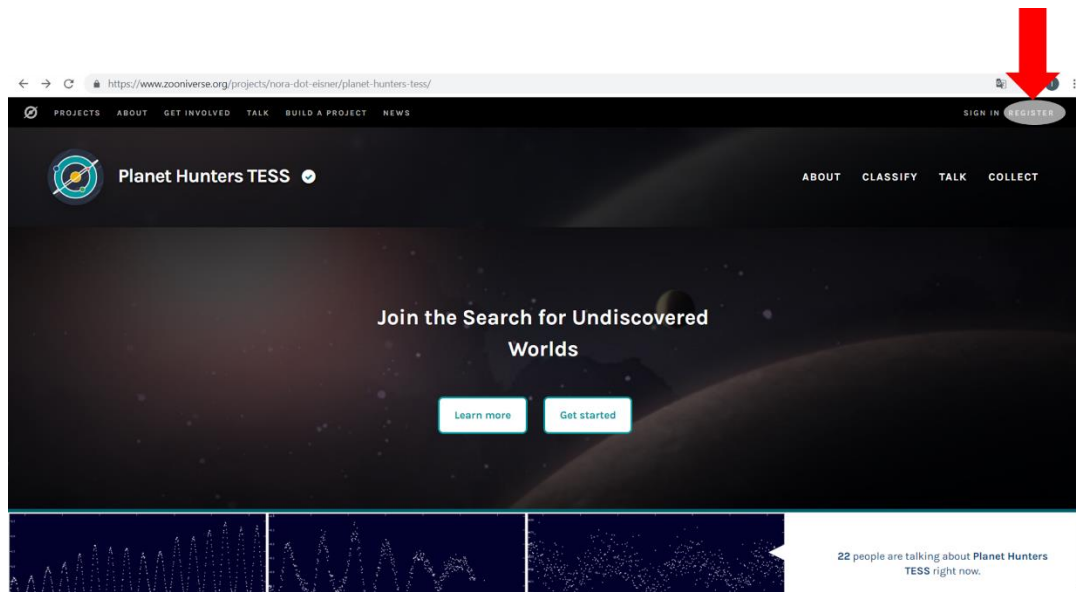 https://www.zooniverse.org/projects/nora-dot-eisner/planet-hunters-tess/
PROJECTS ABOUT GET INVOLVED TALK BUILD A PROJECT NEWS
SIGN IN REGISTER
Planet Hunters TESS
ABOUT CLASSIFY TALK COLLECT
Join the Search for Undiscovered
Worlds
Learn more Get started
22 people are talking about Planet Hunters
TESS right now.